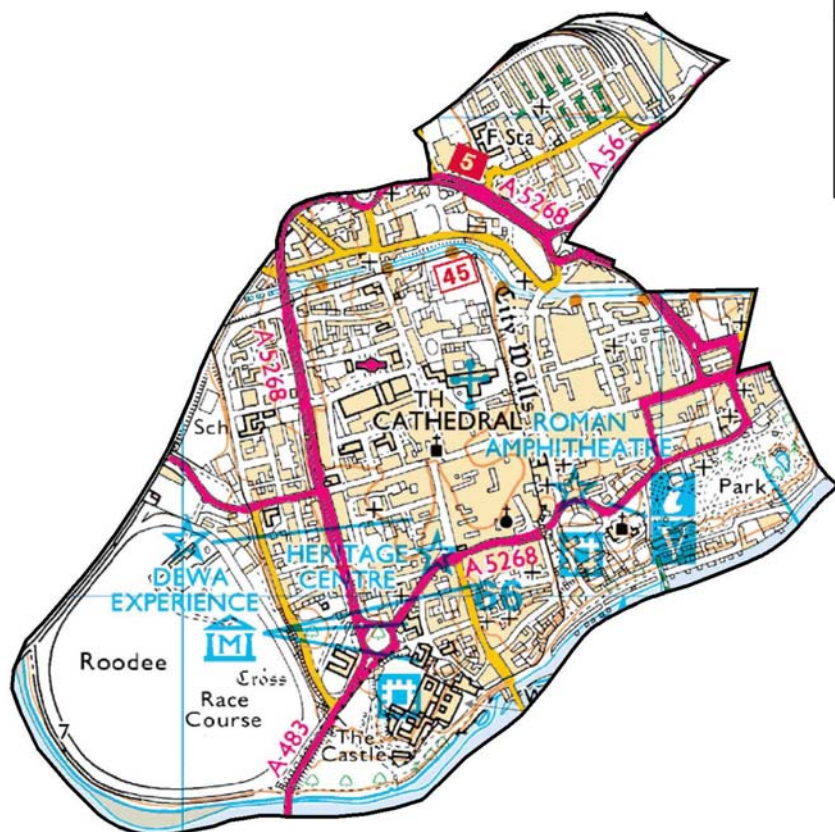 F Sta
5
A 5268
A 56
45
City Walls
A 5268
TH
CATHEDRAL
ROMAN
AMPHITHEATRE
Sch
i
V
Park
HERITAGE
CENTRE
A 5268
DEWA
EXPERIENCE
66
M
Roodee
Cross
Race
Course
7
A 483
The
Castle